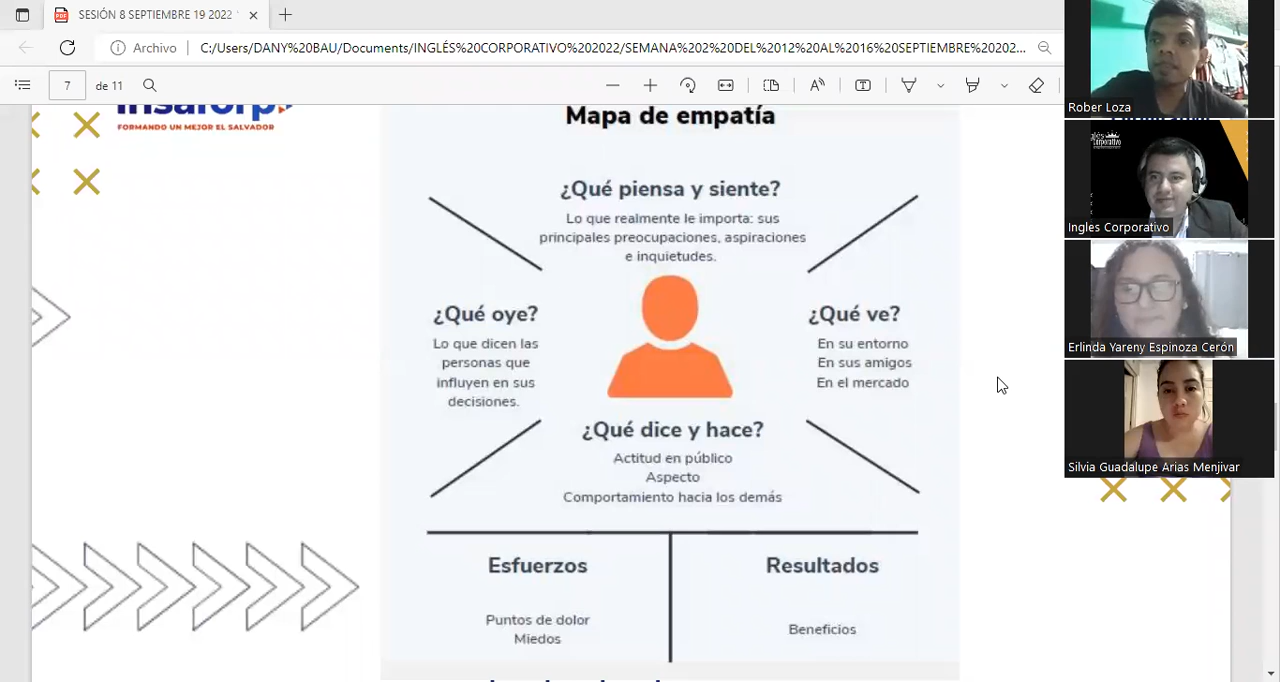 SESIÓN 8 SEPTIEMBRE 19 2022
Archivo
C:/Users/DANY%20BAU/Documents/INGLÉS%20CORPORATIVO%202022/SEMANA%202%20DEL%2012%20AL%2016%20SEPTIEMBRE%20202...
7
de 11
insaforp
FORMANDO UN MEJOR EL SALVADOR
Mapa de empatía
¿Qué piensa y siente?
Lo que realmente le importa: sus
principales preocupaciones, aspiraciones
e inquietudes.
¿Qué oye?
Lo que dicen las
personas que
influyen en sus
decisiones.
¿Qué ve?
En su entorno
En sus amigos
En el mercado
¿Qué dice y hace?
Actitud en público
Aspecto
Comportamiento hacia los demás
Esfuerzos
Puntos de dolor
Miedos
Resultados
Beneficios
Rober Loza
Ingles Corporativo
Erlinda Yareny Espinoza Cerón
Silvia Guadalupe Arias Menjivar